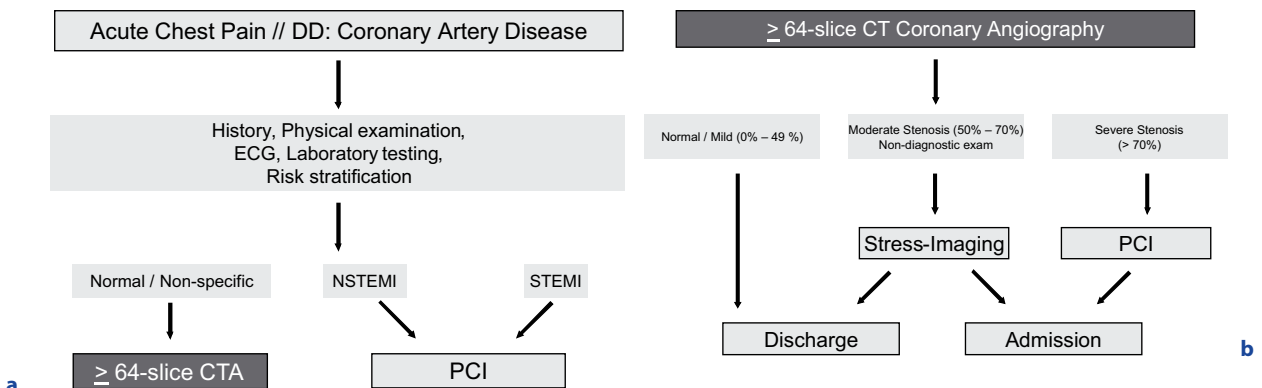 Acute Chest Pain // DD: Coronary Artery Disease
History, Physical examination,
ECG, Laboratory testing,
Risk stratification
Normal / Non-specific
NSTEMI
STEMI
≥ 64-slice CTA
PCI
a
≥ 64-slice CT Coronary Angiography
Normal / Mild (0% – 49 %)
Moderate Stenosis (50% – 70%)
Non-diagnostic exam
Severe Stenosis
(> 70%)
Stress-Imaging
PCI
Discharge
Admission
b